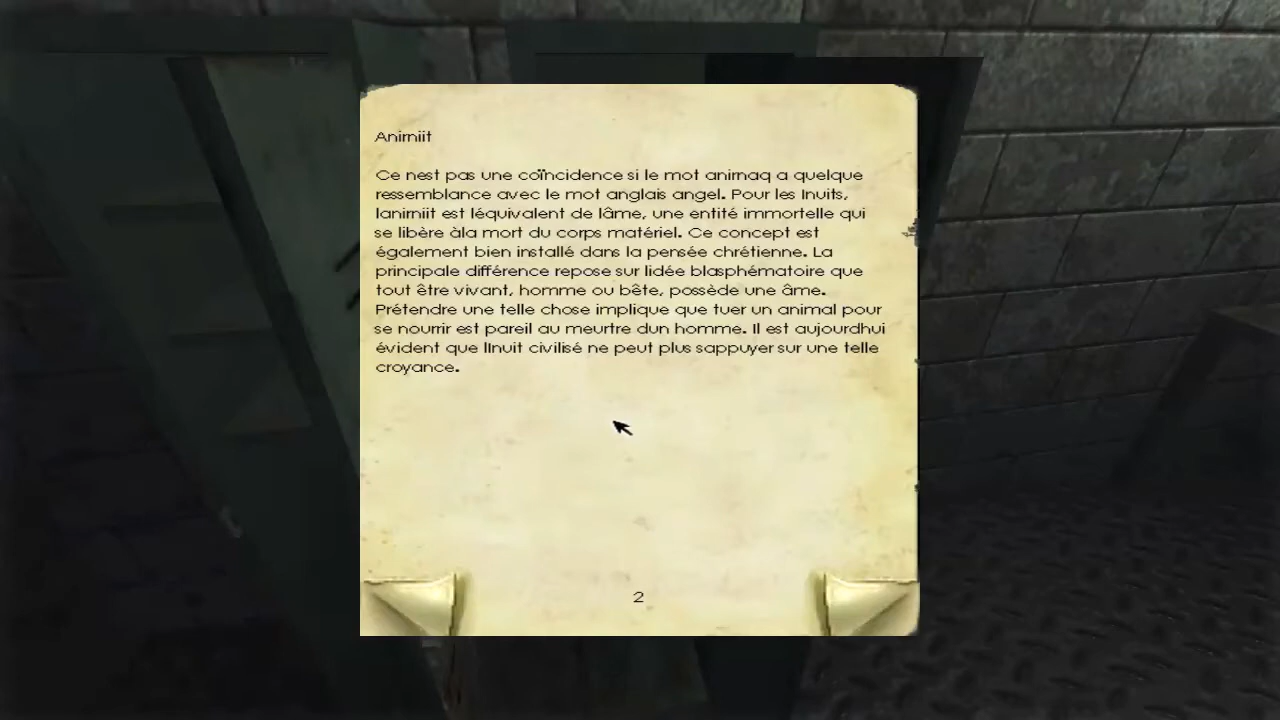 Anirniit
Ce nest pas une coïncidence si le mot anirnaq a quelque
ressemblance avec le mot anglais angel. Pour les Inuits,
lanirniit est léquivalent de lâme, une entité immortelle qui
se libère àla mort du corps matériel. Ce concept est
également bien installé dans la pensée chrétienne. La
principale différence repose sur lidée blasphématoire que
tout être vivant, homme ou bête, possède une âme.
Prétendre une telle chose implique que tuer un animal pour
se nourrir est pareil au meurtre dun homme. Il est aujourdhui
évident que lInuit civilisé ne peut plus sappuyer sur une telle
croyance.
2